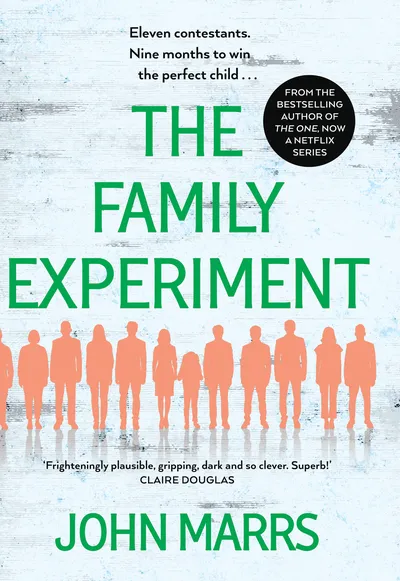 Eleven contestants.
Nine months to win
the perfect child . . .
FROM THE
BESTSELLING
AUTHOR OF
THE ONE, NOW
A NETFLIX
SERIES
THE
FAMILY
EXPERIMENT
‘Frighteningly plausible, gripping, dark and so clever. Superb!’
CLAIRE DOUGLAS
JOHN MARRS